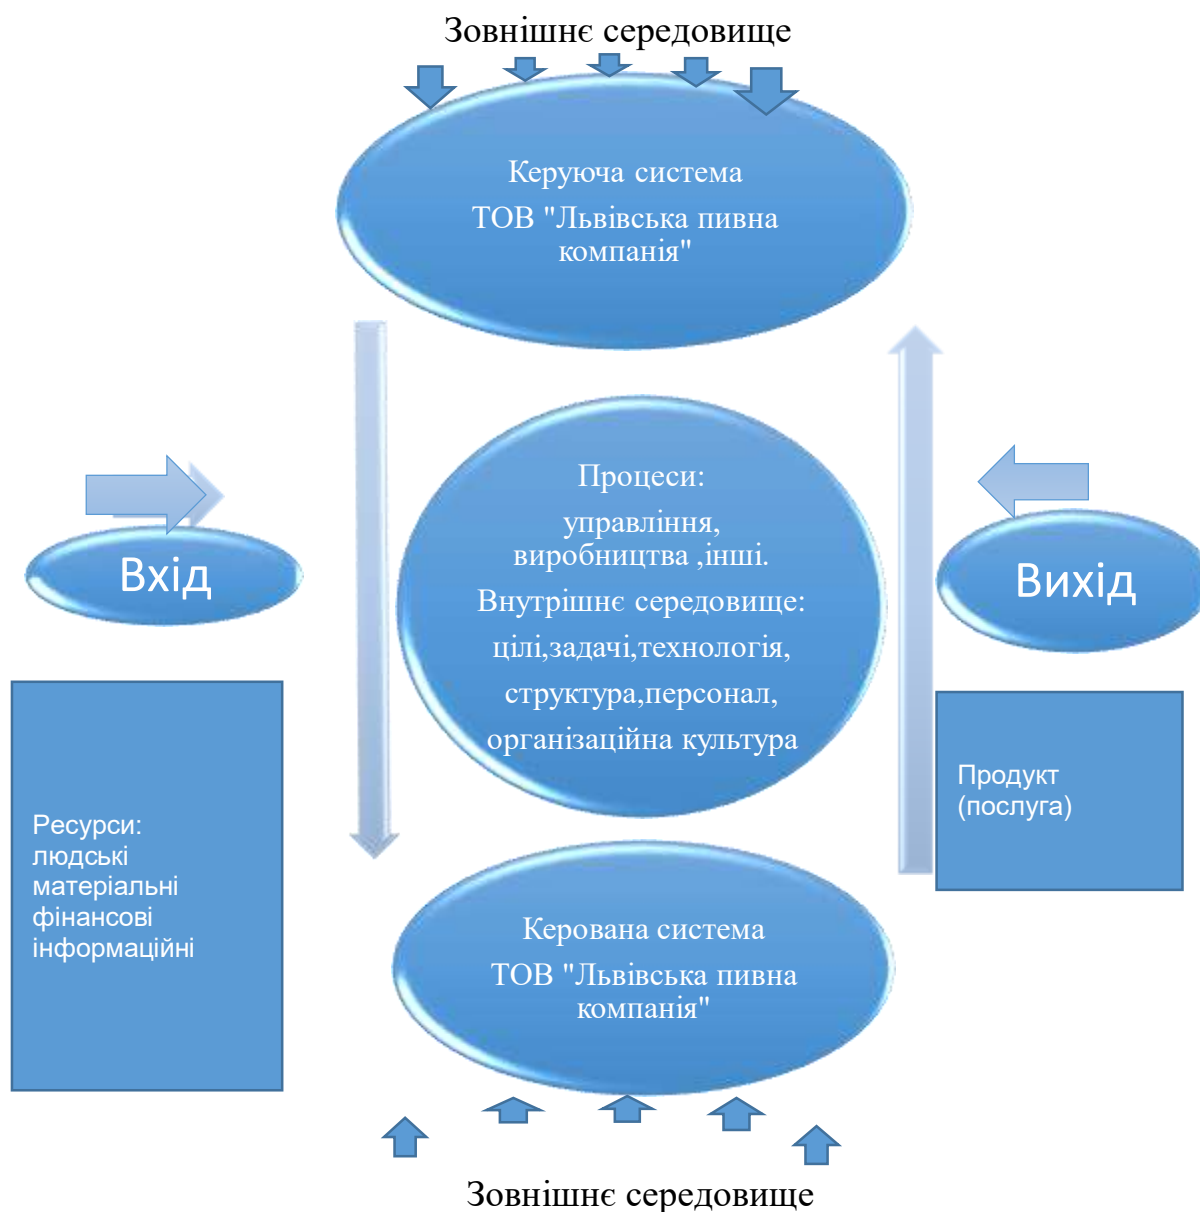 Зовнішнє середовище
Керуюча система
ТОВ "Львівська пивна
компанія"
Процеси:
управління,
виробництва ,інші.
Внутрішнє середовище:
цілі,задачі,технологія,
структура,персонал,
організаційна культура
Вхід
Вихід
Ресурси:
людські
матеріальні
фінансові
інформаційні
Продукт
(послуга)
Керована система
ТОВ "Львівська пивна
компанія"
Зовнішнє середовище